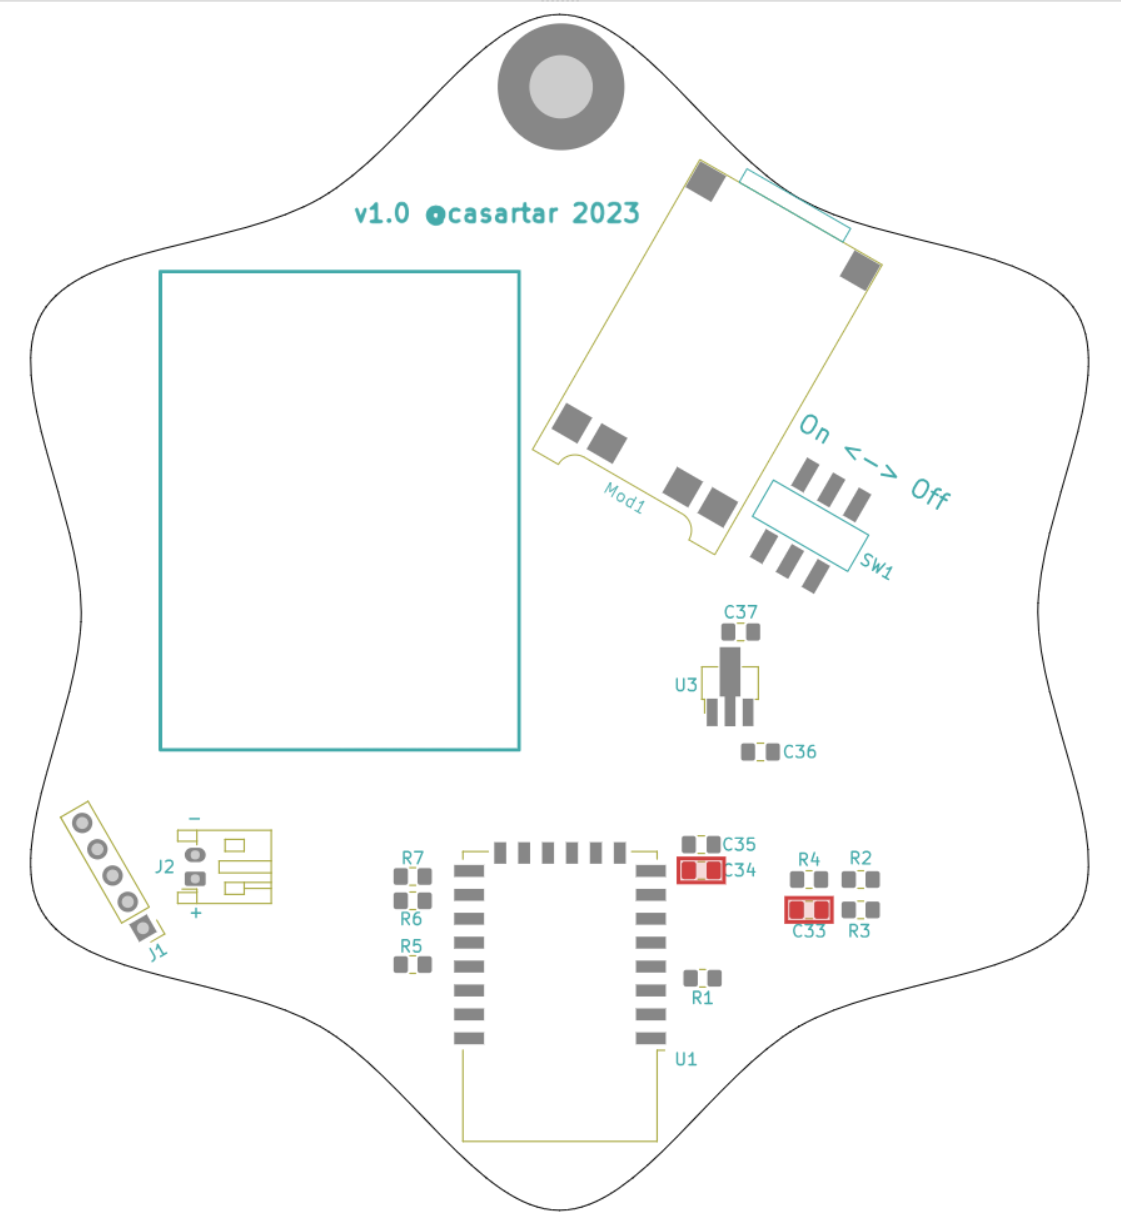 v1.0 @casartar 2023
On <-> Off
Mod1
SW1
C37
U3
C36
-
J2
+
J1
R7
R6
R5
C35
C34
R4
R2
C33
R3
R1
U1